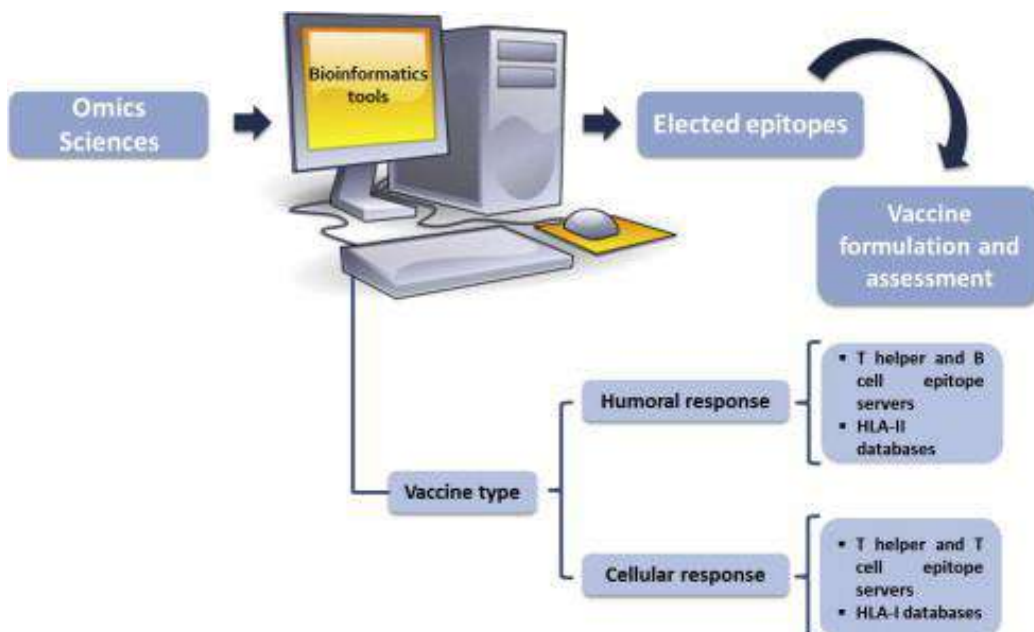 Omics
Sciences
Bioinformatics
tools
Elected epitopes
Vaccine
formulation and
assessment
Vaccine type
Humoral response
▪ T helper and B
cell epitope
servers
▪ HLA-II
databases
Cellular response
▪ T helper and T
cell epitope
servers
▪ HLA-I databases